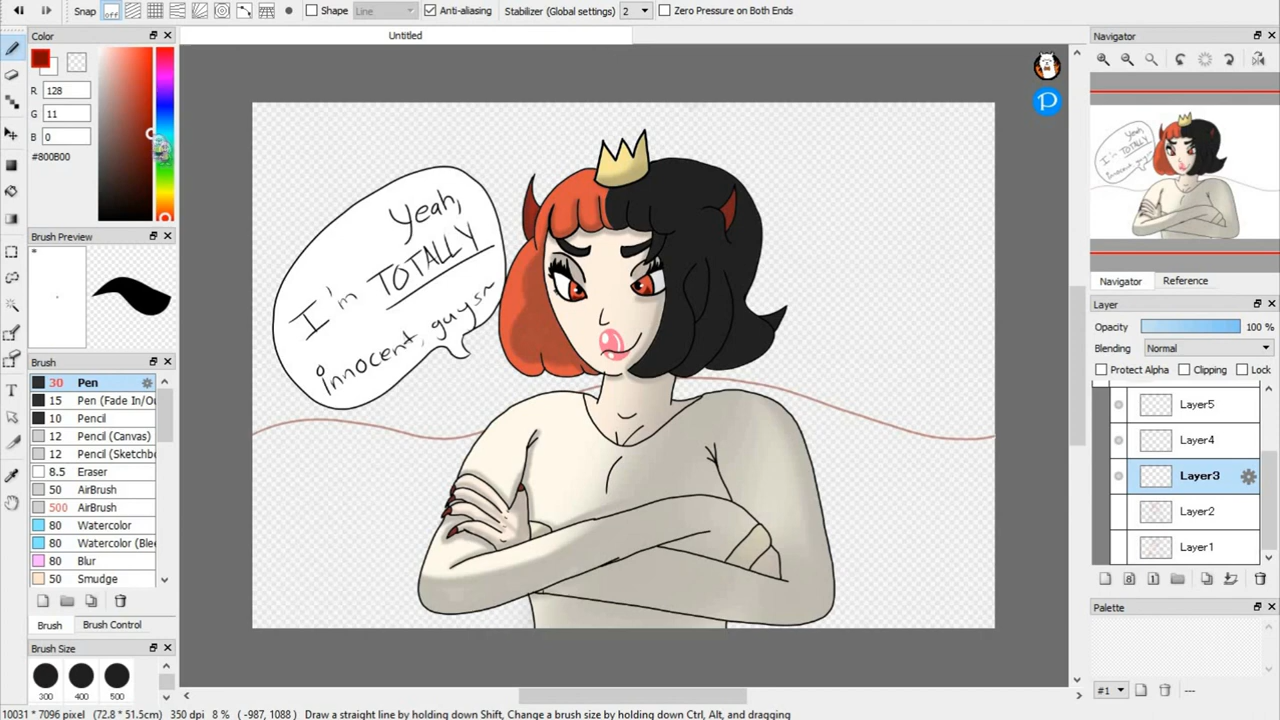 Snap
off
Shape
Line
Anti-aliasing
Stabilizer (Global settings)
2
Zero Pressure on Both Ends
Color
Untitled
Navigator
R 128
G 11
B 0
#800B00
Brush Preview
Yeah,
I'm TOTALLY
innocent, guys~
Yeah,
I'm TOTALLY
innocent, guys~
Navigator
Reference
Layer
Opacity
100 %
Blending
Normal
Protect Alpha
Clipping
Lock
Layer5
Layer4
Layer3
Layer2
Layer1
Palette
#1
---
Brush
30 Pen
15 Pen (Fade In/Ou
10 Pencil
12 Pencil (Canvas)
12 Pencil (Sketchb
8.5 Eraser
50 AirBrush
500 AirBrush
80 Watercolor
80 Watercolor (Ble
80 Blur
50 Smudge
Brush
Brush Control
Brush Size
300
400
500
10031 * 7096 pixel (72.8 * 51.5cm) 350 dpi 8 % ( -987, 1088 ) Draw a straight line by holding down Shift, Change a brush size by holding down Ctrl, Alt, and dragging